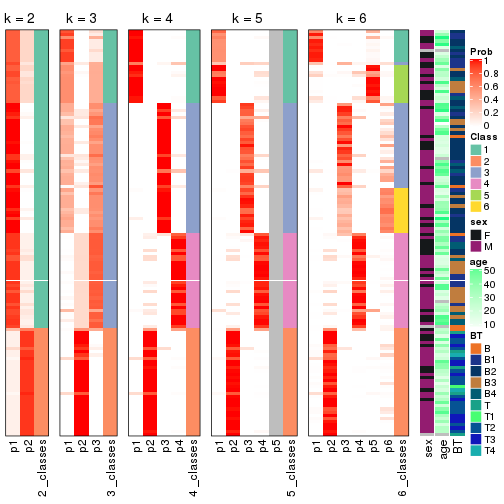 k = 2 k = 3 k = 4 k = 5 k = 6
p1 p2 2_classes p1 p2 p3 3_classes p1 p2 p3 p4 4_classes p1 p2 p3 p4 p5 5_classes p1 p2 p3 p4 p5 p6 6_classes sex age BT
Prob
1
0.8
0.6
0.4
0.2
0
Class
1
2
3
4
5
6
sex
F
M
age
50
40
30
20
10
BT
B
B1
B2
B3
B4
T
T1
T2
T3
T4